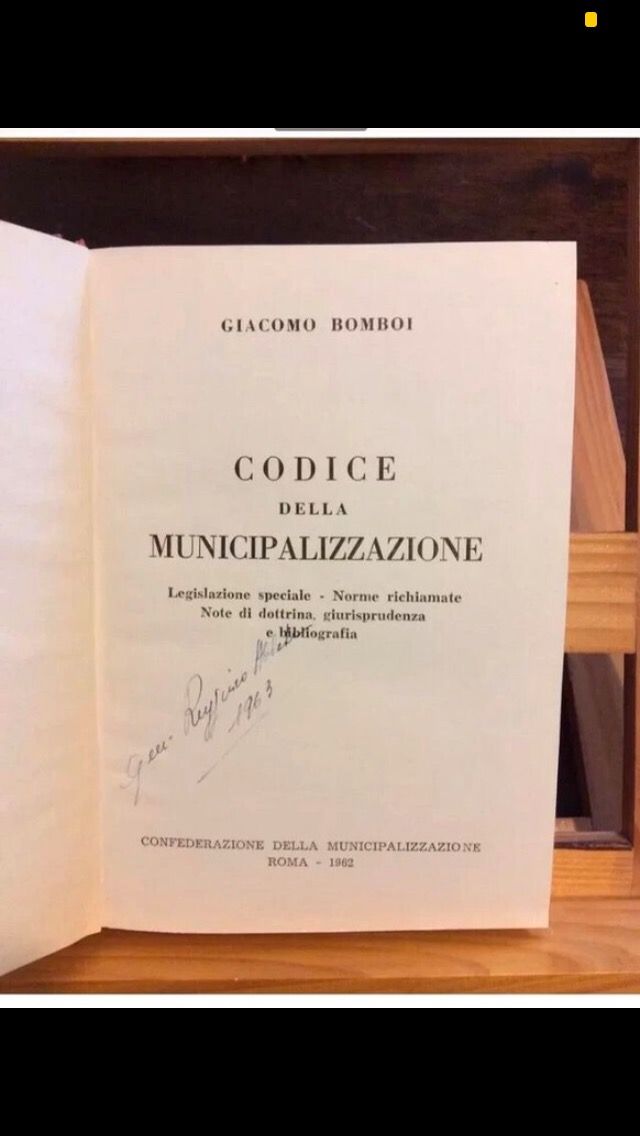 GIACOMO BOMBOI
CODICE
DELLA
MUNICIPALIZZAZIONE
Legislazione speciale - Norme richiamate
Note di dottrina, giurisprudenza
e bibliografia
1963
CONFEDERAZIONE DELLA MUNICIPALIZZAZIONE
ROMA - 1962